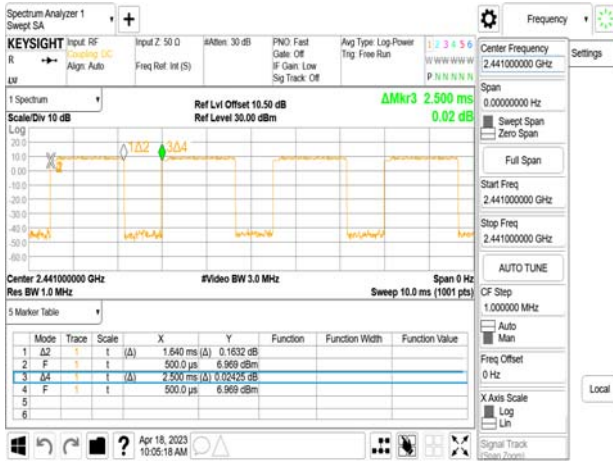 Spectrum Analyzer 1
Swept SA
+
Frequency
KEYSIGHT
Input: RF
Coupling: DC
Align: Auto
Input Z: 50 Ω
Freq Ref: Int (S)
#Atten: 30 dB
PNO: Fast
Gate: Off
IF Gain: Low
Sig Track: Off
Avg Type: Log-Power
Trig: Free Run
1 2 3 4 5 6
W W W W W W
P N N N N N
R
LXI
Center Frequency
2.441000000 GHz
Settings
Span
0.00000000 Hz
Swept Span
Zero Span
Full Span
Start Freq
2.441000000 GHz
Stop Freq
2.441000000 GHz
AUTO TUNE
CF Step
1.000000 MHz
Auto
Man
Freq Offset
0 Hz
X Axis Scale
Log
Lin
Signal Track
(Span Zoom)
Local
1 Spectrum
Scale/Div 10 dB
Log
Ref Lvl Offset 10.50 dB
Ref Level 30.00 dBm
ΔMkr3 2.500 ms
0.02 dB
20.0
10.0
0.00
-10.0
-20.0
-30.0
-40.0
-50.0
-60.0
1Δ2
3Δ4
Center 2.441000000 GHz
Res BW 1.0 MHz
#Video BW 3.0 MHz
Span 0 Hz
Sweep 10.0 ms (1001 pts)
5 Marker Table
Mode Trace Scale X Y Function Function Width Function Value
1 Δ2 1 t (Δ) 1.640 ms (Δ) 0.1632 dB
2 F 1 t 500.0 µs 6.969 dBm
3 Δ4 1 t (Δ) 2.500 ms (Δ) 0.02425 dB
4 F 1 t 500.0 µs 6.969 dBm
5
6
?
Apr 18, 2023
10:05:18 AM